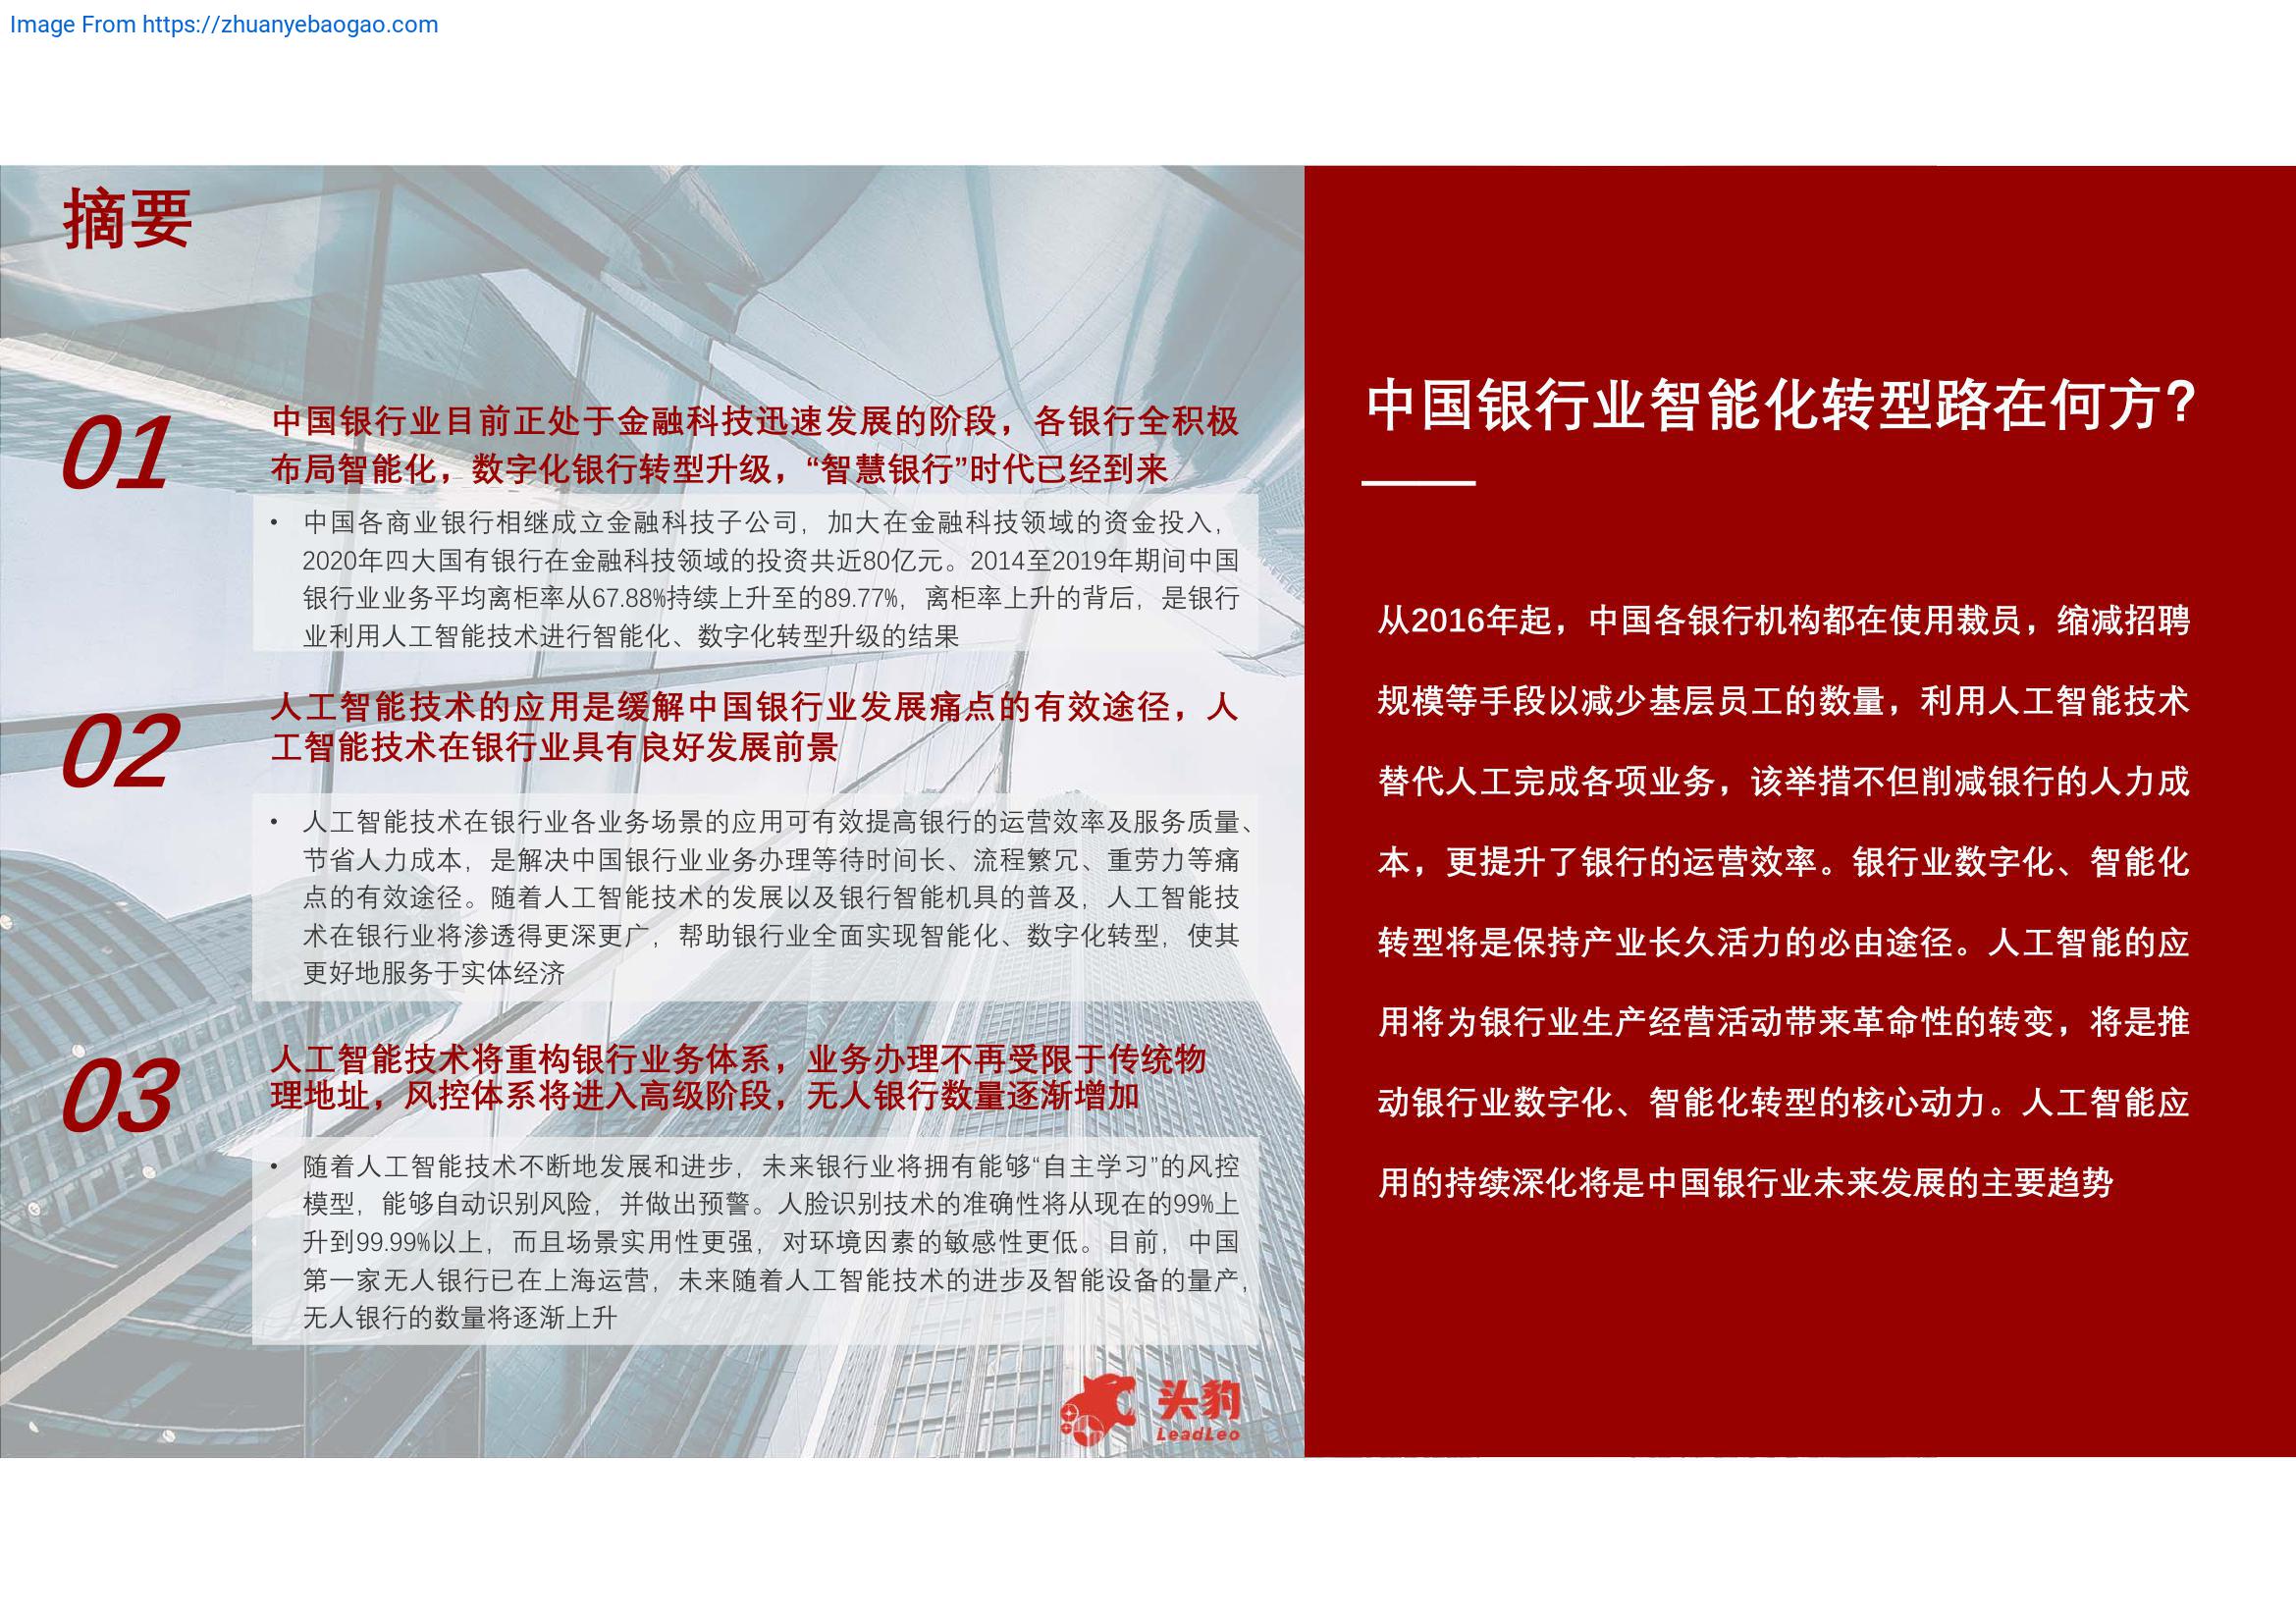 Image From https://zhuanyebaogao.com
摘要
01
中国银行业目前正处于金融科技迅速发展的阶段，各银行全积极
布局智能化，数字化银行转型升级，“智慧银行”时代已经到来
• 中国各商业银行相继成立金融科技子公司，加大在金融科技领域的资金投入，
2020年四大国有银行在金融科技领域的投资共近80亿元。2014至2019年期间中国
银行业业务平均离柜率从67.88%持续上升至的89.77%，离柜率上升的背后，是银行
业利用人工智能技术进行智能化、数字化转型升级的结果
02
人工智能技术的应用是缓解中国银行业发展痛点的有效途径，人
工智能技术在银行业具有良好发展前景
• 人工智能技术在银行业各业务场景的应用可有效提高银行的运营效率及服务质量、
节省人力成本，是解决中国银行业业务办理等待时间长、流程繁冗、重劳力等痛
点的有效途径。随着人工智能技术的发展以及银行智能机具的普及，人工智能技
术在银行业将渗透得更深更广，帮助银行业全面实现智能化、数字化转型，使其
更好地服务于实体经济
03
人工智能技术将重构银行业务体系，业务办理不再受限于传统物
理地址，风控体系将进入高级阶段，无人银行数量逐渐增加
• 随着人工智能技术不断地发展和进步，未来银行业将拥有能够“自主学习”的风控
模型，能够自动识别风险，并做出预警。人脸识别技术的准确性将从现在的99%上
升到99.99%以上，而且场景实用性更强，对环境因素的敏感性更低。目前，中国
第一家无人银行已在上海运营，未来随着人工智能技术的进步及智能设备的量产，
无人银行的数量将逐渐上升
头豹
LeadLeo
中国银行业智能化转型路在何方？
从2016年起，中国各银行机构都在使用裁员，缩减招聘
规模等手段以减少基层员工的数量，利用人工智能技术
替代人工完成各项业务，该举措不但削减银行的人力成
本，更提升了银行的运营效率。银行业数字化、智能化
转型将是保持产业长久活力的必由途径。人工智能的应
用将为银行业生产经营活动带来革命性的转变，将是推
动银行业数字化、智能化转型的核心动力。人工智能应
用的持续深化将是中国银行业未来发展的主要趋势